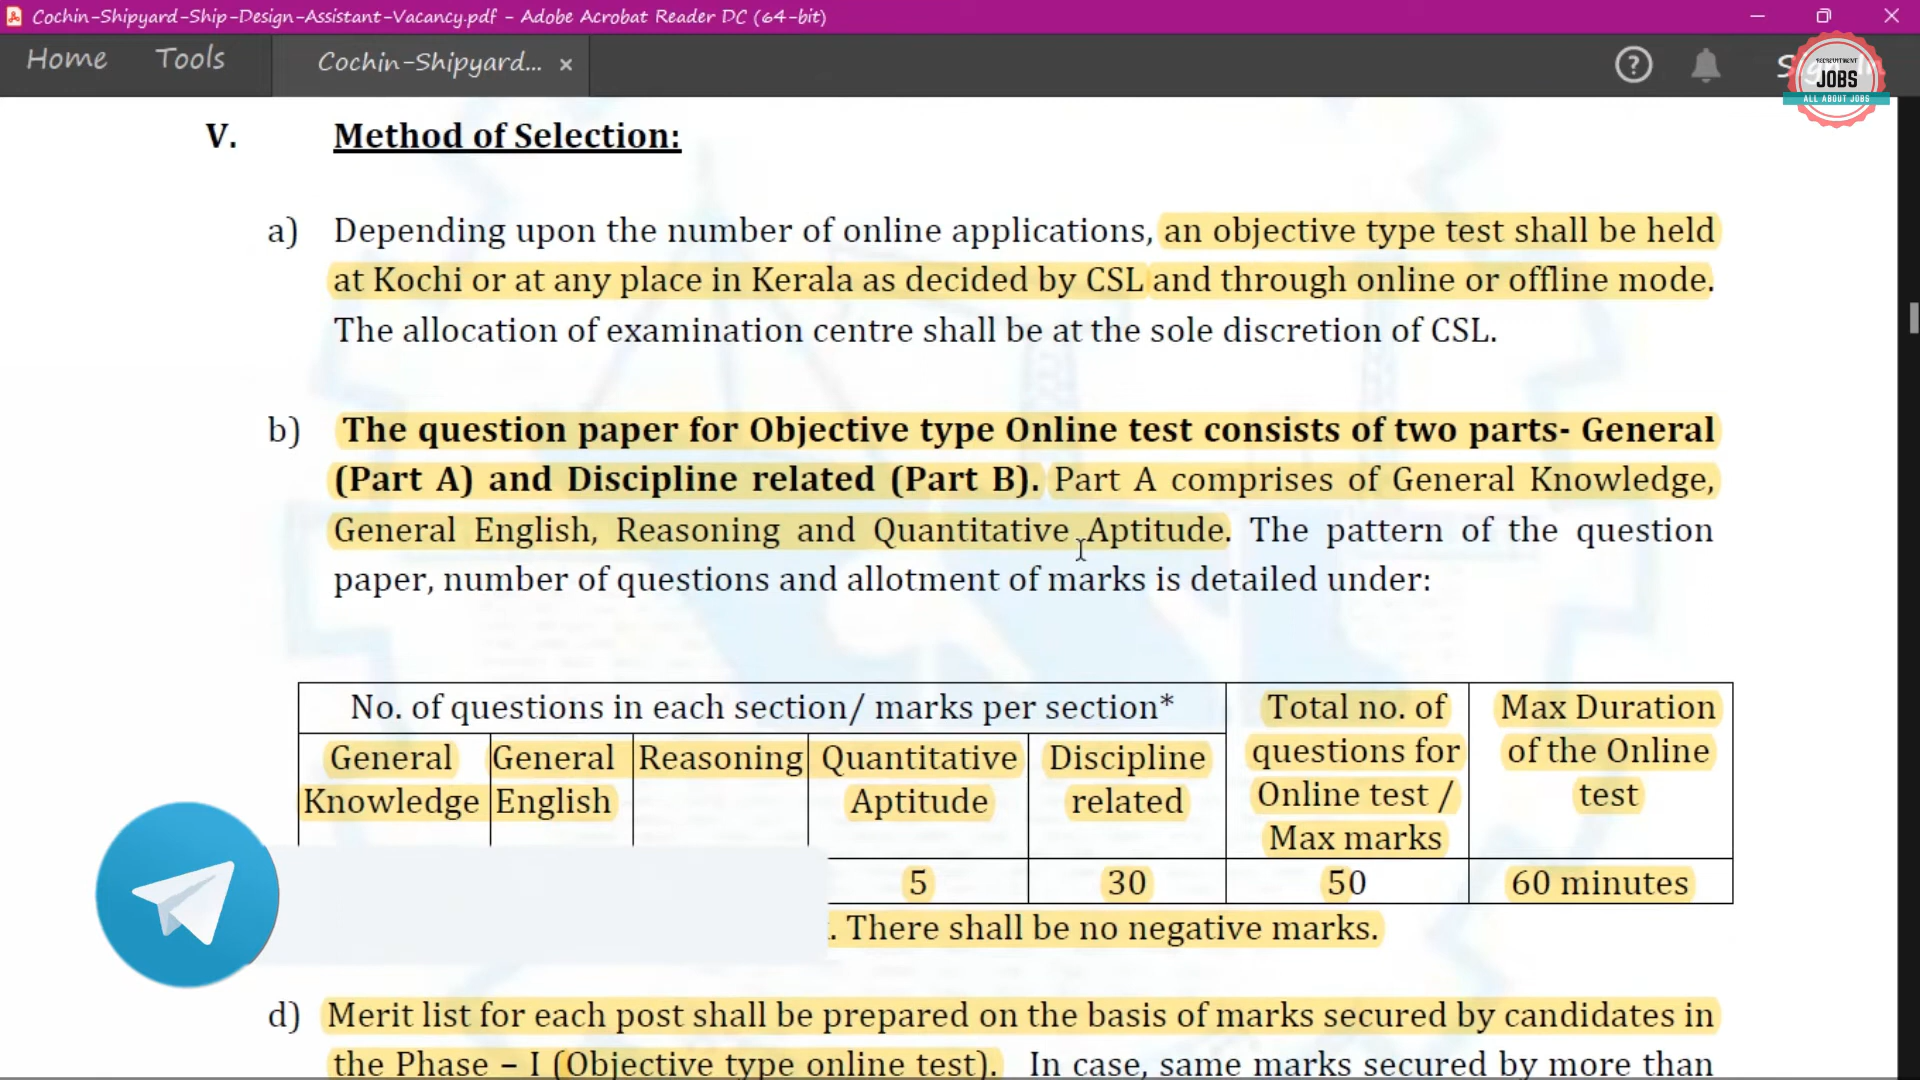 Cochin-Shipyard-Ship-Design-Assistant-Vacancy.pdf - Adobe Acrobat Reader DC (64-bit)
Home Tools Cochin-Shipyard... ×
RECRUITMENT
JOBS
ALL ABOUT JOBS
V. Method of Selection:
a) Depending upon the number of online applications, an objective type test shall be held
at Kochi or at any place in Kerala as decided by CSL and through online or offline mode.
The allocation of examination centre shall be at the sole discretion of CSL.
b) The question paper for Objective type Online test consists of two parts- General
(Part A) and Discipline related (Part B). Part A comprises of General Knowledge,
General English, Reasoning and Quantitative Aptitude. The pattern of the question
paper, number of questions and allotment of marks is detailed under:
No. of questions in each section/ marks per section*
General Knowledge
General English
Reasoning
Quantitative Aptitude
Discipline related
Total no. of questions for Online test / Max marks
Max Duration of the Online test
5 30 50 60 minutes
. There shall be no negative marks.
d) Merit list for each post shall be prepared on the basis of marks secured by candidates in
the Phase – I (Objective type online test). In case, same marks secured by more than